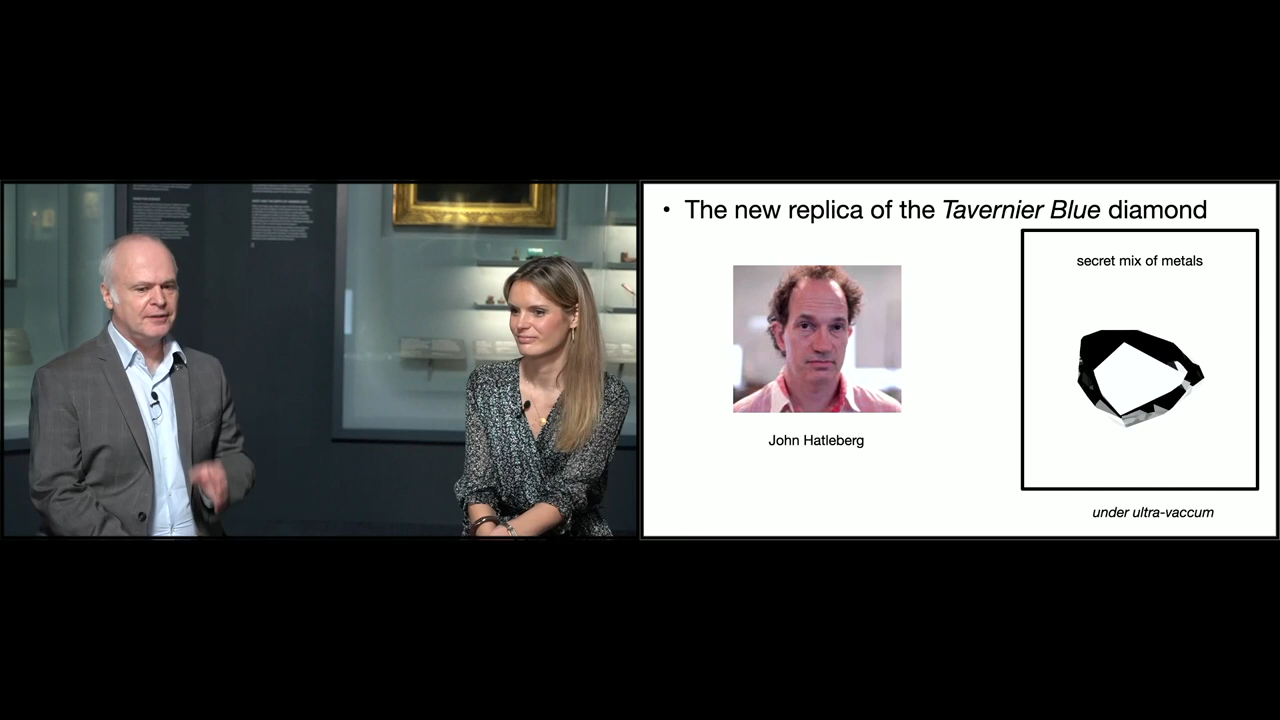 • The new replica of the Tavernier Blue diamond
secret mix of metals
John Hatleberg
under ultra-vaccum